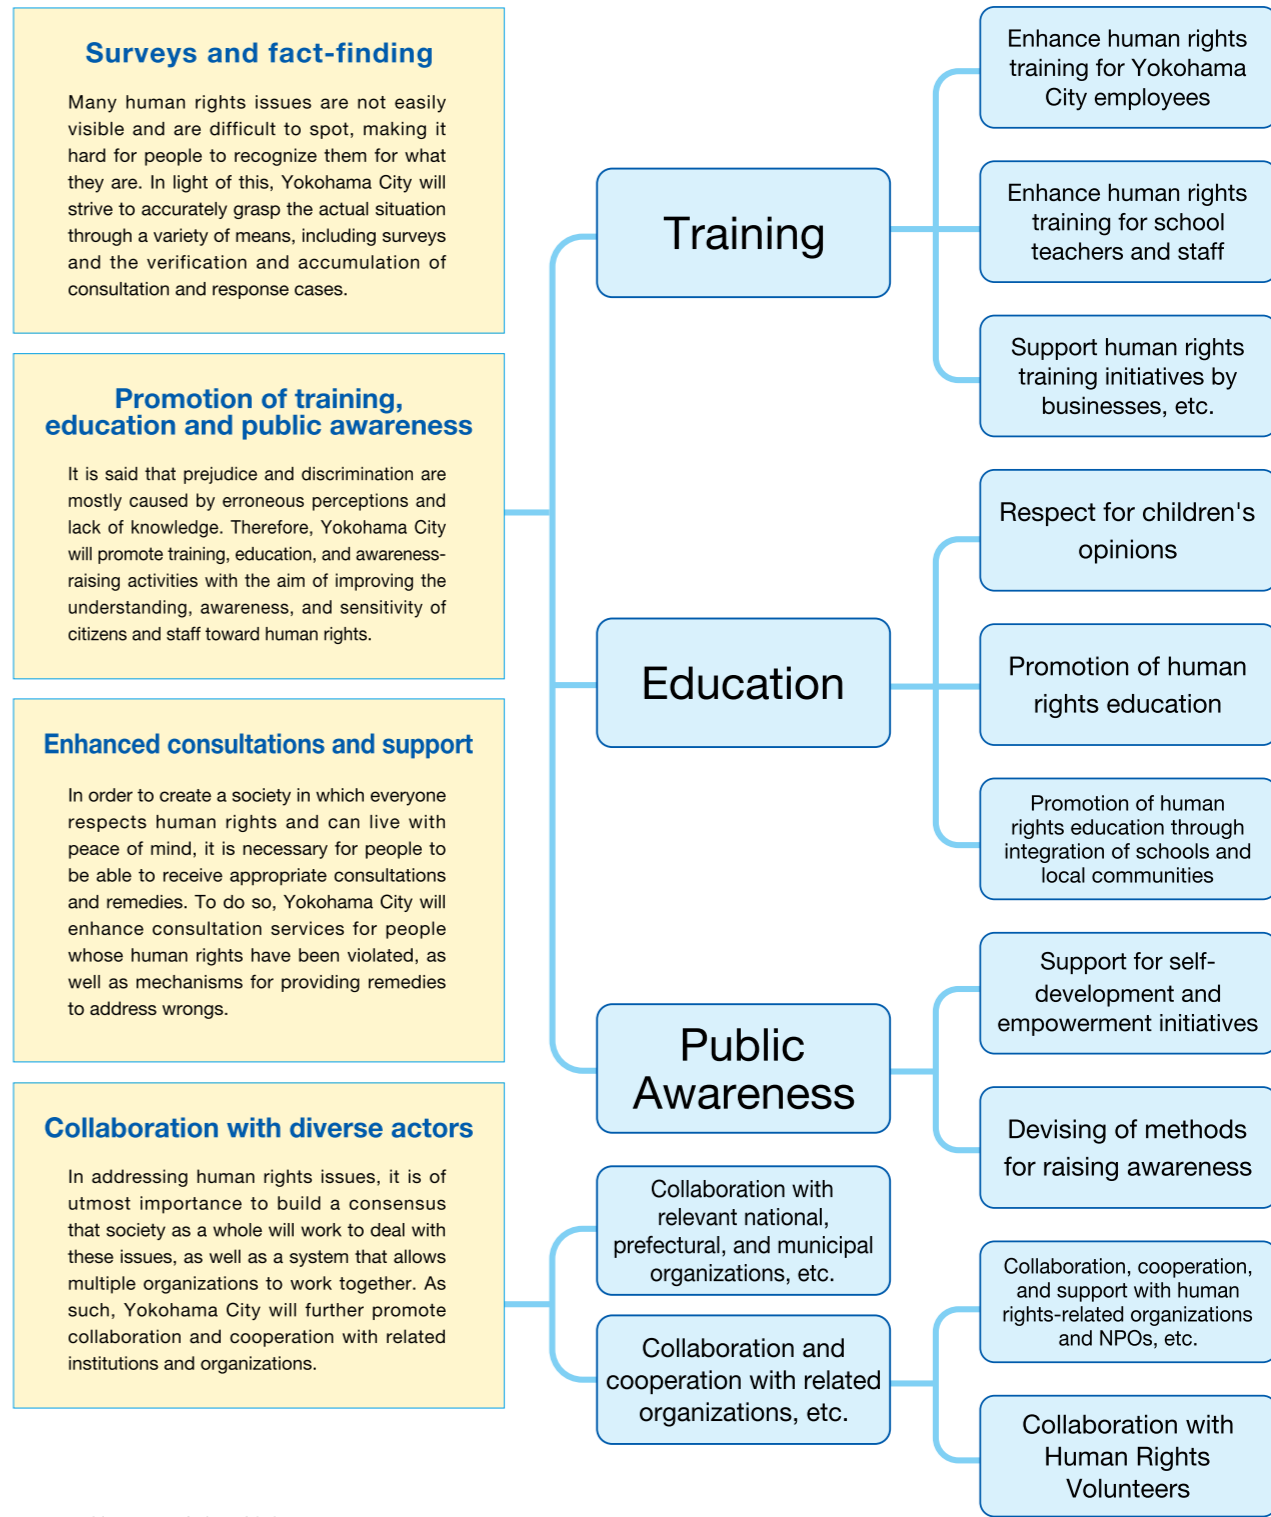 Surveys and fact-finding
Many human rights issues are not easily
visible and are difficult to spot, making it
hard for people to recognize them for what
they are. In light of this, Yokohama City will
strive to accurately grasp the actual situation
through a variety of means, including surveys
and the verification and accumulation of
consultation and response cases.
Promotion of training,
education and public awareness
It is said that prejudice and discrimination are
mostly caused by erroneous perceptions and
lack of knowledge. Therefore, Yokohama City
will promote training, education, and awareness-
raising activities with the aim of improving the
understanding, awareness, and sensitivity of
citizens and staff toward human rights.
Enhanced consultations and support
In order to create a society in which everyone
respects human rights and can live with
peace of mind, it is necessary for people to
be able to receive appropriate consultations
and remedies. To do so, Yokohama City will
enhance consultation services for people
whose human rights have been violated, as
well as mechanisms for providing remedies
to address wrongs.
Collaboration with diverse actors
In addressing human rights issues, it is of
utmost importance to build a consensus
that society as a whole will work to deal with
these issues, as well as a system that allows
multiple organizations to work together. As
such, Yokohama City will further promote
collaboration and cooperation with related
institutions and organizations.
Training
Enhance human rights
training for Yokohama
City employees
Enhance human rights
training for school
teachers and staff
Support human rights
training initiatives by
businesses, etc.
Education
Respect for children's
opinions
Promotion of human
rights education
Promotion of human
rights education through
integration of schools and
local communities
Public
Awareness
Support for self-
development and
empowerment initiatives
Devising of methods
for raising awareness
Collaboration with
relevant national,
prefectural, and municipal
organizations, etc.
Collaboration and
cooperation with related
organizations, etc.
Collaboration, cooperation,
and support with human
rights-related organizations
and NPOs, etc.
Collaboration with
Human Rights
Volunteers